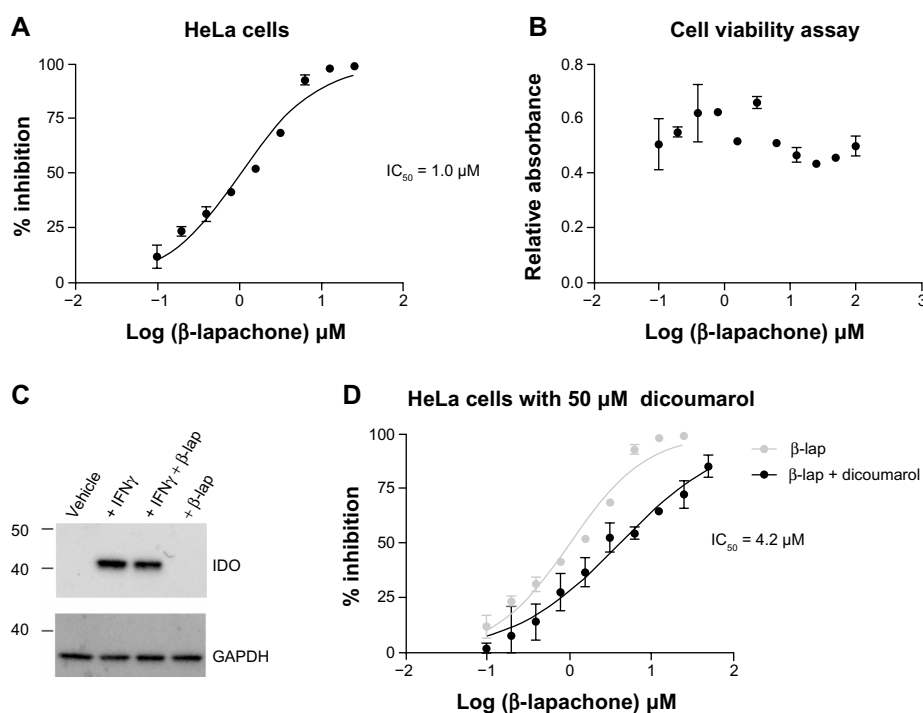 A
HeLa cells
% inhibition
100
75
50
25
0
−2
−1
0
1
2
Log (β-lapachone) μM
IC50 = 1.0 μM
B
Cell viability assay
Relative absorbance
0.8
0.6
0.4
0.2
0.0
−2
−1
0
1
2
3
Log (β-lapachone) μM
C
Vehicle
+ IFNγ
+ IFNγ + β-lap
+ β-lap
50
40
IDO
40
GAPDH
D
HeLa cells with 50 μM dicoumarol
% inhibition
100
75
50
25
0
−2
−1
0
1
2
Log (β-lapachone) μM
β-lap
β-lap + dicoumarol
IC50 = 4.2 μM